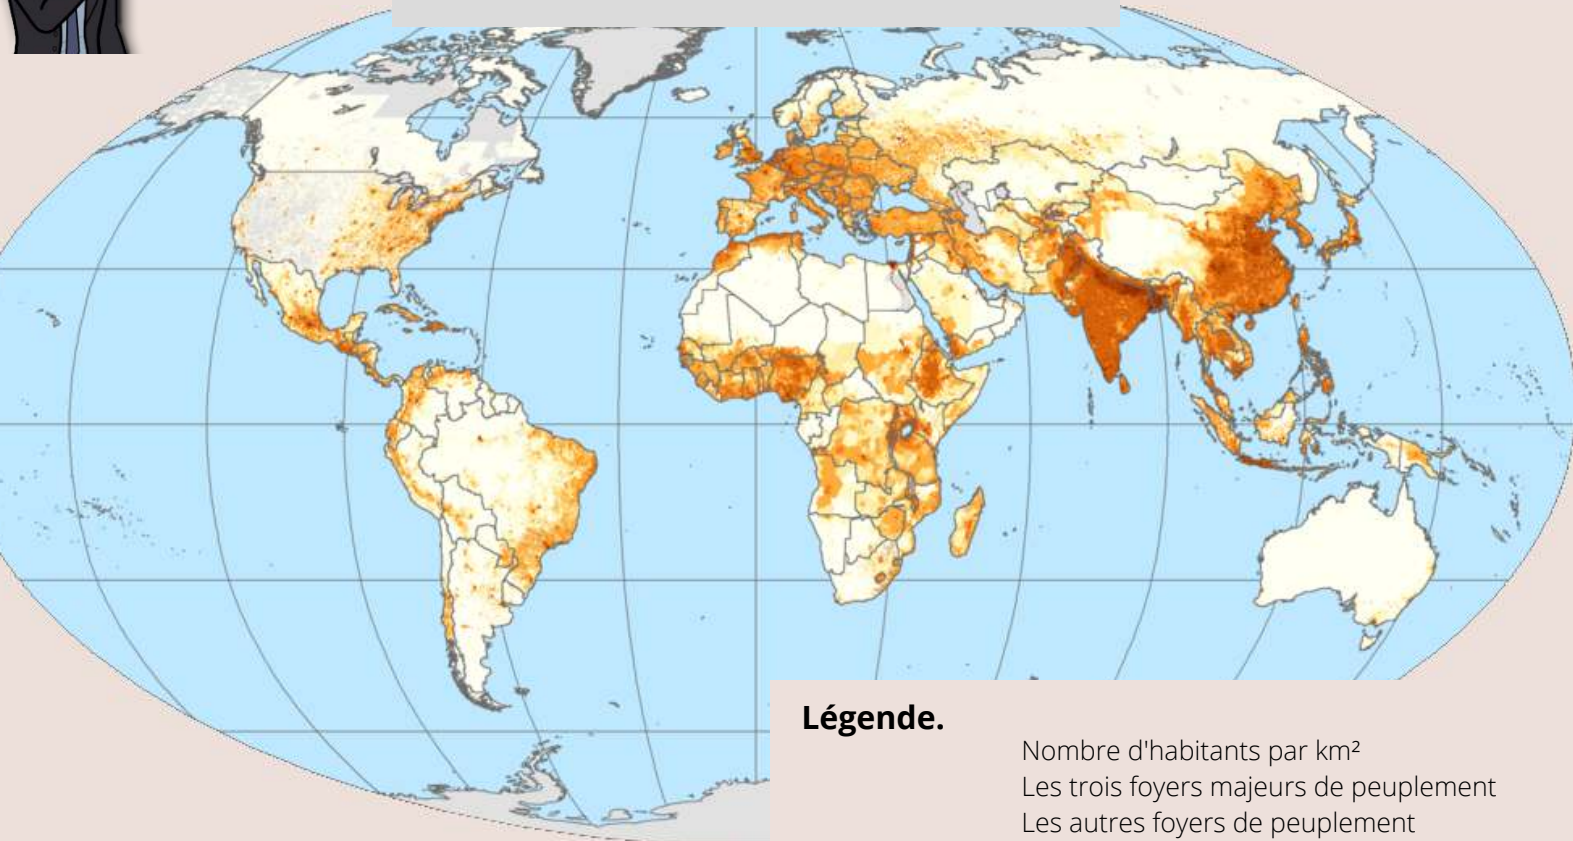 Légende.
Nombre d'habitants par km²
Les trois foyers majeurs de peuplement
Les autres foyers de peuplement